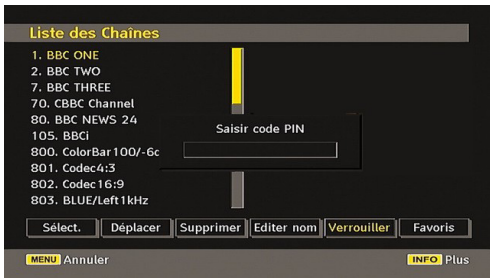 Liste des Chaînes
1. BBC ONE
2. BBC TWO
7. BBC THREE
70. CBBC Channel
80. BBC NEWS 24
105. BBCi
800. ColorBar100/-6c
801. Codec4:3
802. Codec16:9
803. BLUE/Left1kHz
Saisir code PIN
Sélect. Déplacer Supprimer Editer nom Verrouiller Favoris
MENU Annuler INFO Plus